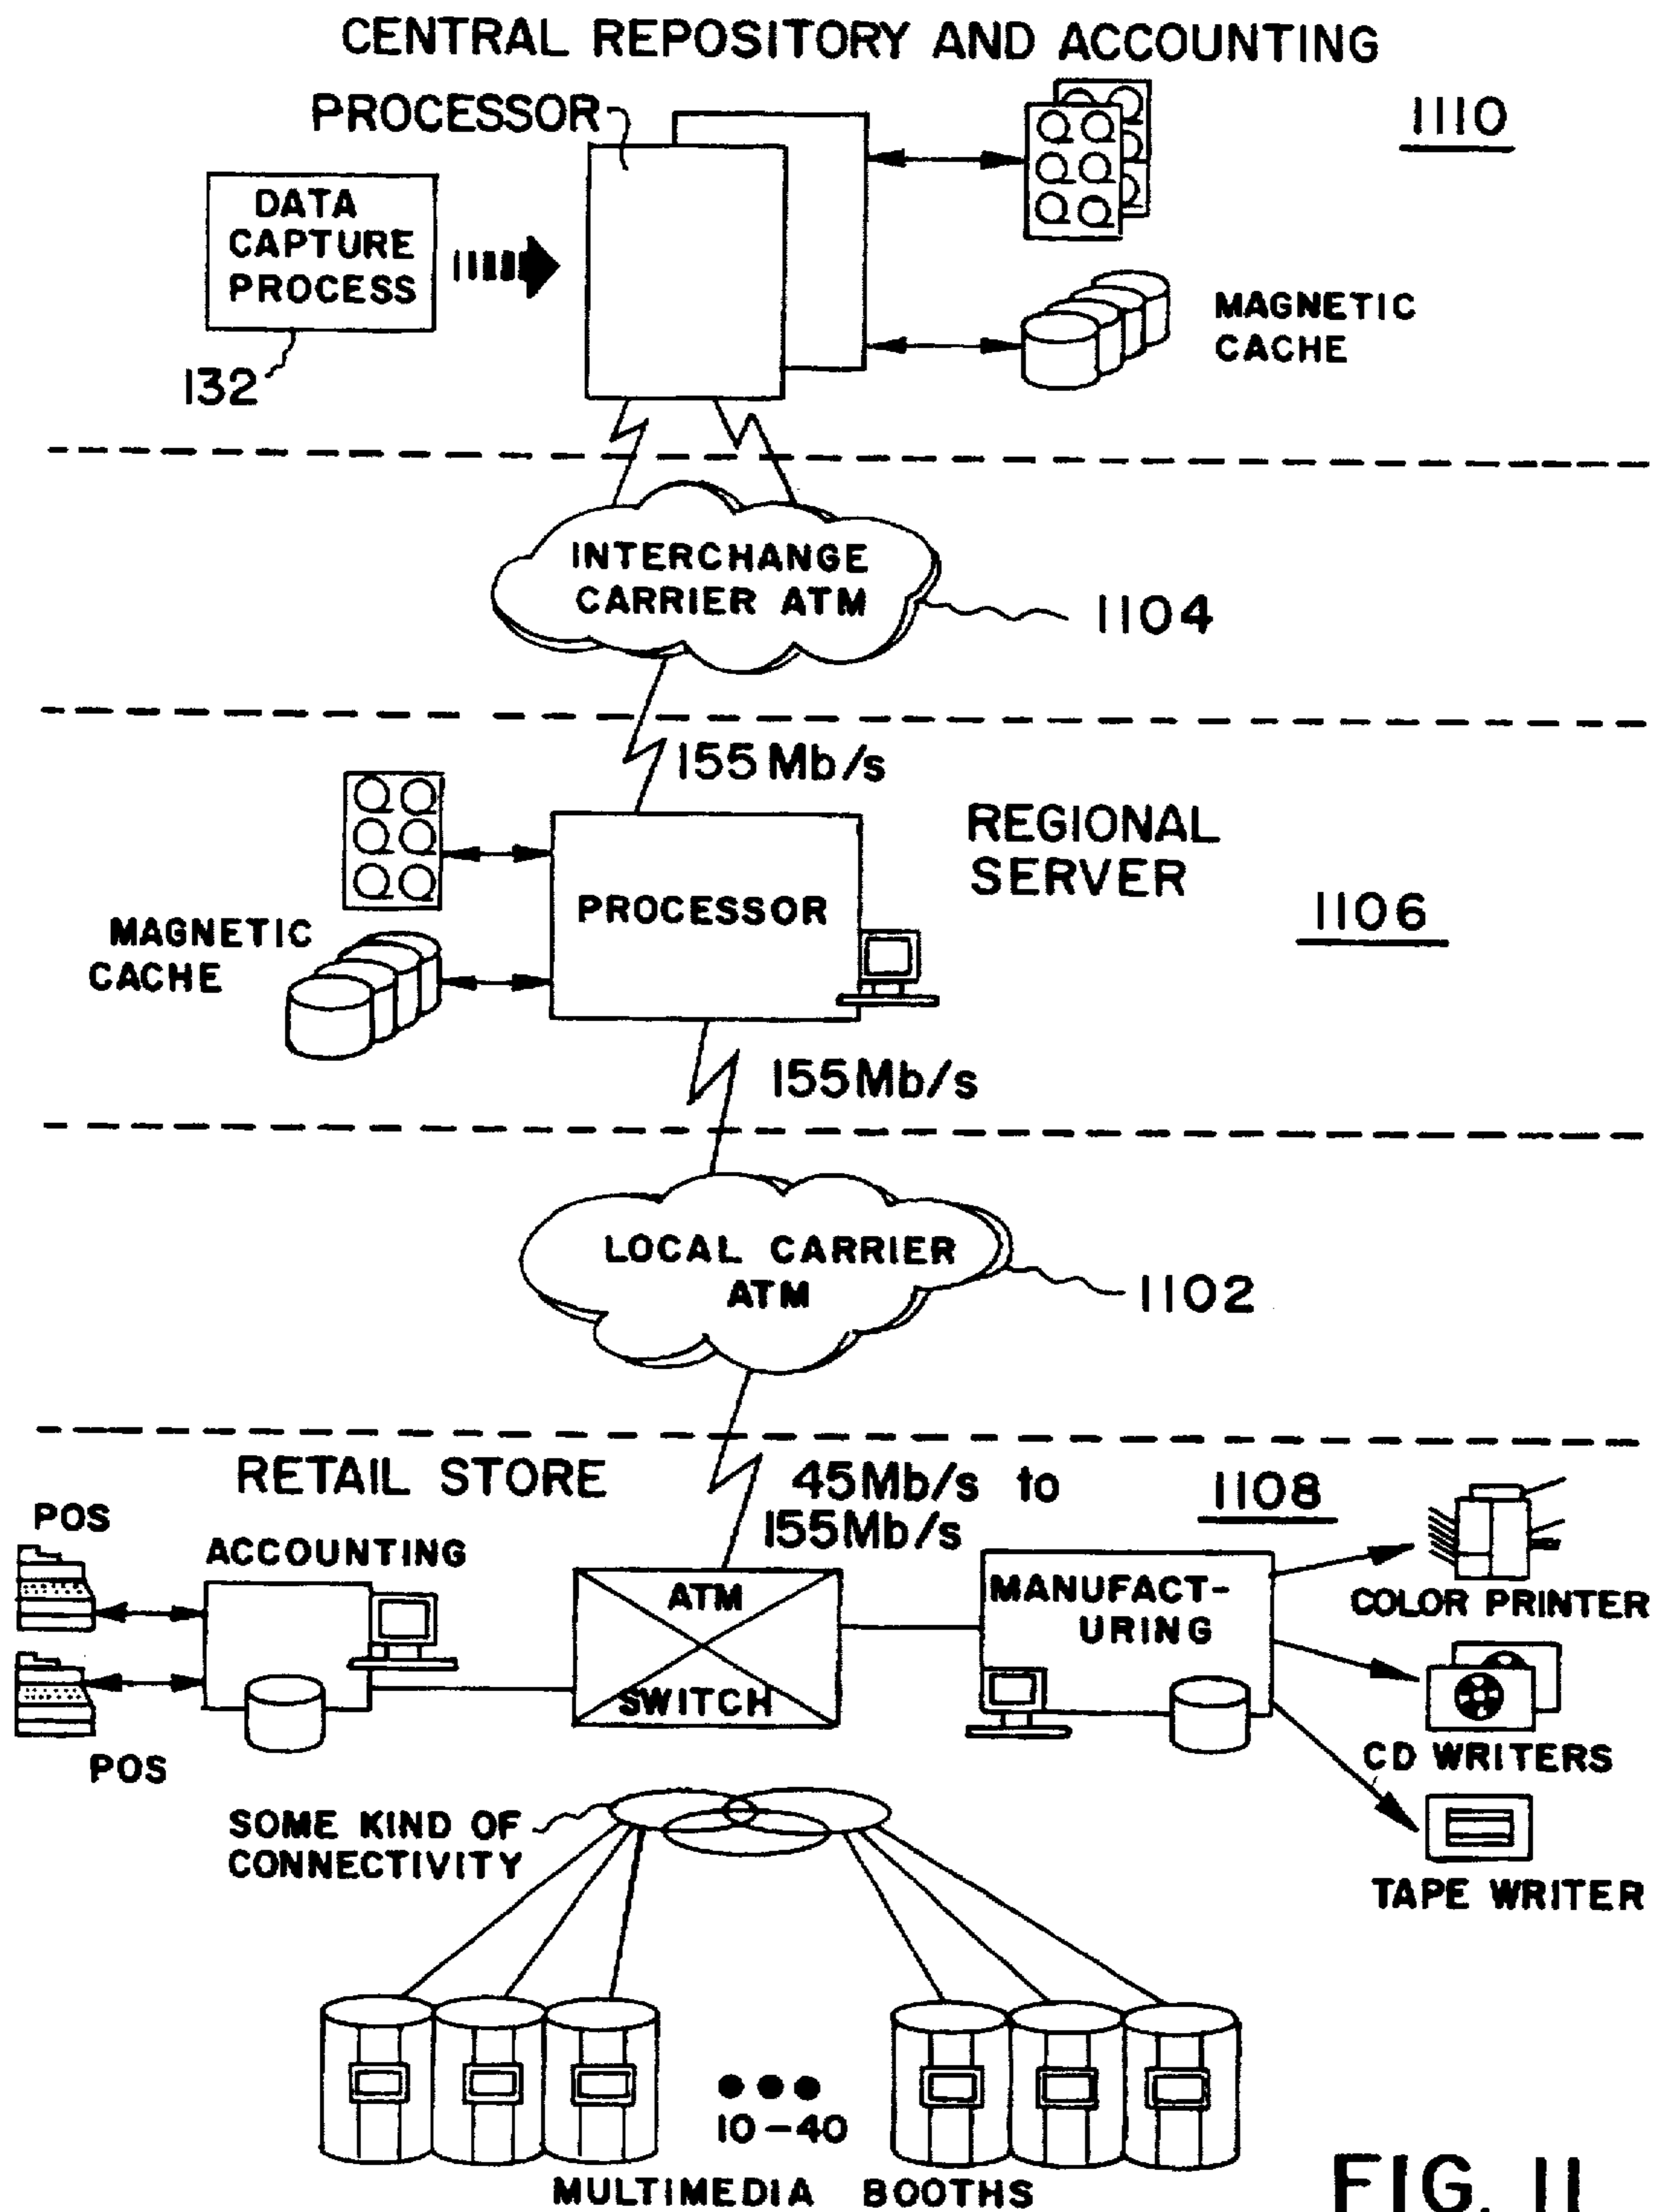 CENTRAL REPOSITORY AND ACCOUNTING
PROCESSOR
1110
DATA
CAPTURE
PROCESS
132
MAGNETIC
CACHE
INTERCHANGE
CARRIER ATM
1104
155Mb/s
REGIONAL
SERVER
PROCESSOR
1106
MAGNETIC
CACHE
155Mb/s
LOCAL CARRIER
ATM
1102
RETAIL STORE
45Mb/s to
155Mb/s
1108
POS
ACCOUNTING
ATM
SWITCH
MANUFACT-
URING
COLOR PRINTER
POS
CD WRITERS
SOME KIND OF
CONNECTIVITY
TAPE WRITER
10-40
MULTIMEDIA BOOTHS
FIG. 11